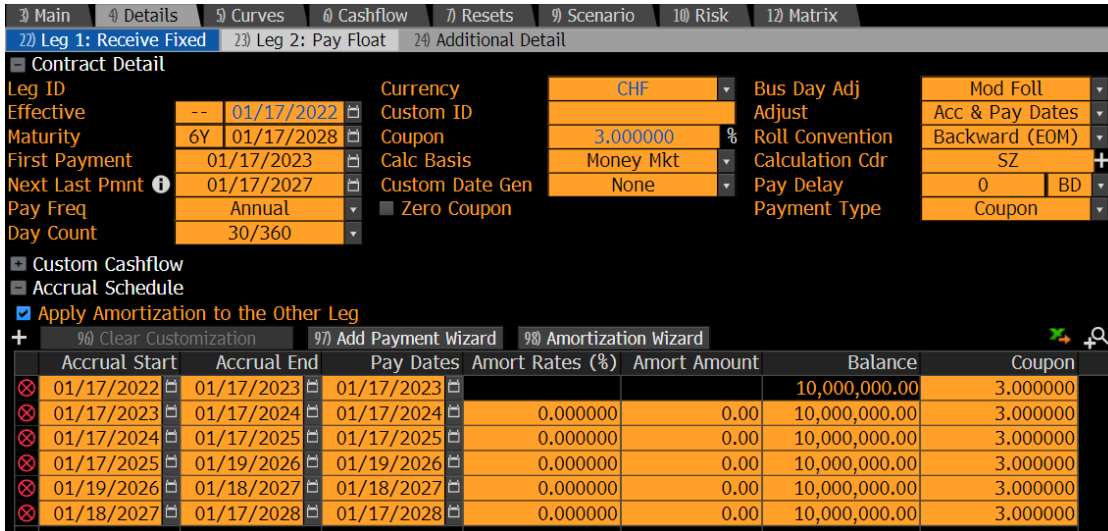 3) Main 4) Details 5) Curves 6) Cashflow 7) Resets 9) Scenario 10) Risk 12) Matrix
22) Leg 1: Receive Fixed 23) Leg 2: Pay Float 24) Additional Detail
Contract Detail
Leg ID Currency CHF Bus Day Adj Mod Foll
Effective -- 01/17/2022 Custom ID Adjust Acc & Pay Dates
Maturity 6Y 01/17/2028 Coupon 3.000000 % Roll Convention Backward (EOM)
First Payment 01/17/2023 Calc Basis Money Mkt Calculation Cdr SZ +
Next Last Pmnt i 01/17/2027 Custom Date Gen None Pay Delay 0 BD
Pay Freq Annual Zero Coupon Payment Type Coupon
Day Count 30/360
Custom Cashflow
Accrual Schedule
Apply Amortization to the Other Leg
+ 96) Clear Customization 97) Add Payment Wizard 98) Amortization Wizard
Accrual Start Accrual End Pay Dates Amort Rates (%) Amort Amount Balance Coupon
01/17/2022 01/17/2023 01/17/2023 10,000,000.00 3.000000
01/17/2023 01/17/2024 01/17/2024 0.000000 0.00 10,000,000.00 3.000000
01/17/2024 01/17/2025 01/17/2025 0.000000 0.00 10,000,000.00 3.000000
01/17/2025 01/19/2026 01/19/2026 0.000000 0.00 10,000,000.00 3.000000
01/19/2026 01/18/2027 01/18/2027 0.000000 0.00 10,000,000.00 3.000000
01/18/2027 01/17/2028 01/17/2028 0.000000 0.00 10,000,000.00 3.000000